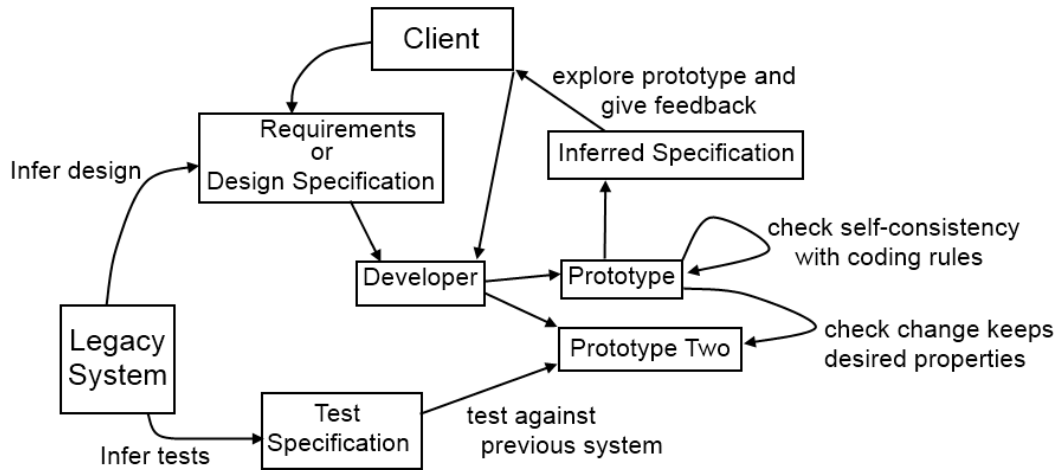 Client
explore prototype and
give feedback
Requirements
or
Design Specification
Inferred Specification
Infer design
check self-consistency
with coding rules
Developer
Prototype
Legacy
System
check change keeps
desired properties
Prototype Two
Test
Specification
test against
previous system
Infer tests